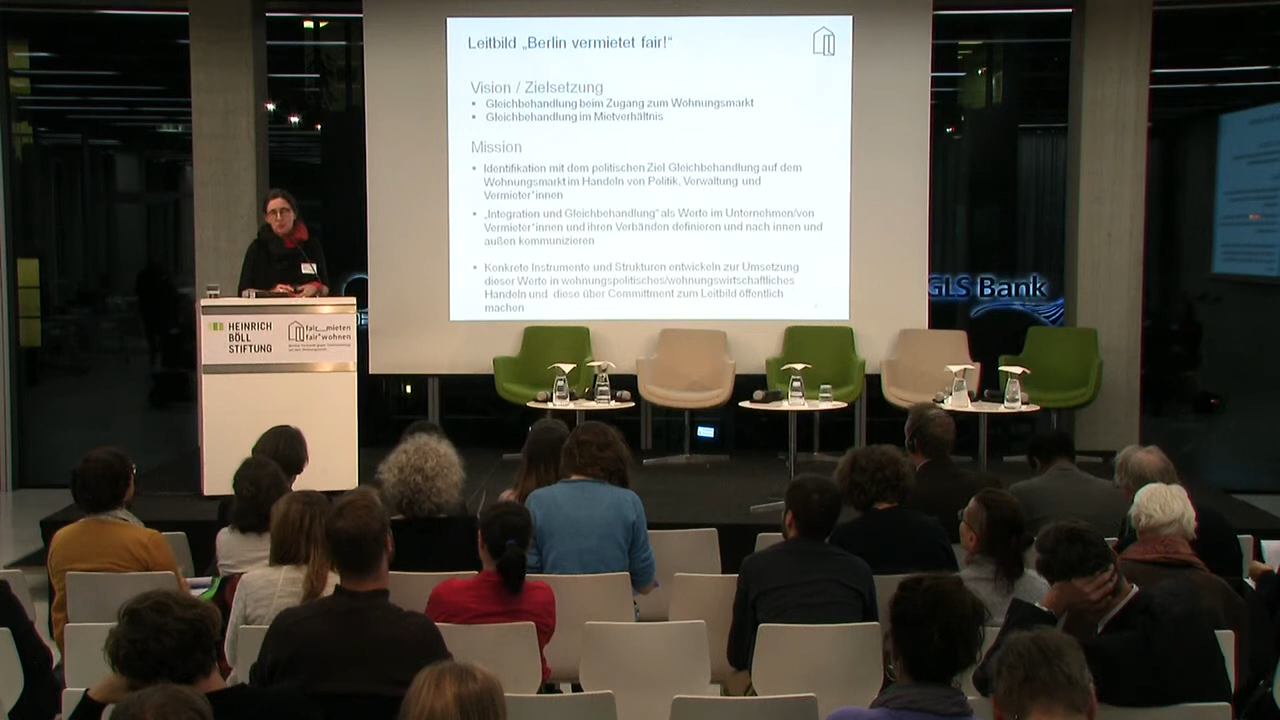 Leitbild „Berlin vermietet fair!“
Vision / Zielsetzung
▪ Gleichbehandlung beim Zugang zum Wohnungsmarkt
▪ Gleichbehandlung im Mietverhältnis
Mission
▪ Identifikation mit dem politischen Ziel Gleichbehandlung auf dem
Wohnungsmarkt im Handeln von Politik, Verwaltung und
Vermieter*innen
▪ „Integration und Gleichbehandlung“ als Werte im Unternehmen/von
Vermieter*innen und ihren Verbänden definieren und nach innen und
außen kommunizieren
▪ Konkrete Instrumente und Strukturen entwickeln zur Umsetzung
dieser Werte in wohnungspolitisches/wohnungswirtschaftliches
Handeln und diese über Committment zum Leitbild öffentlich
machen
GLS Bank
HEINRICH
BÖLL
STIFTUNG
fair__mieten
fair*wohnen